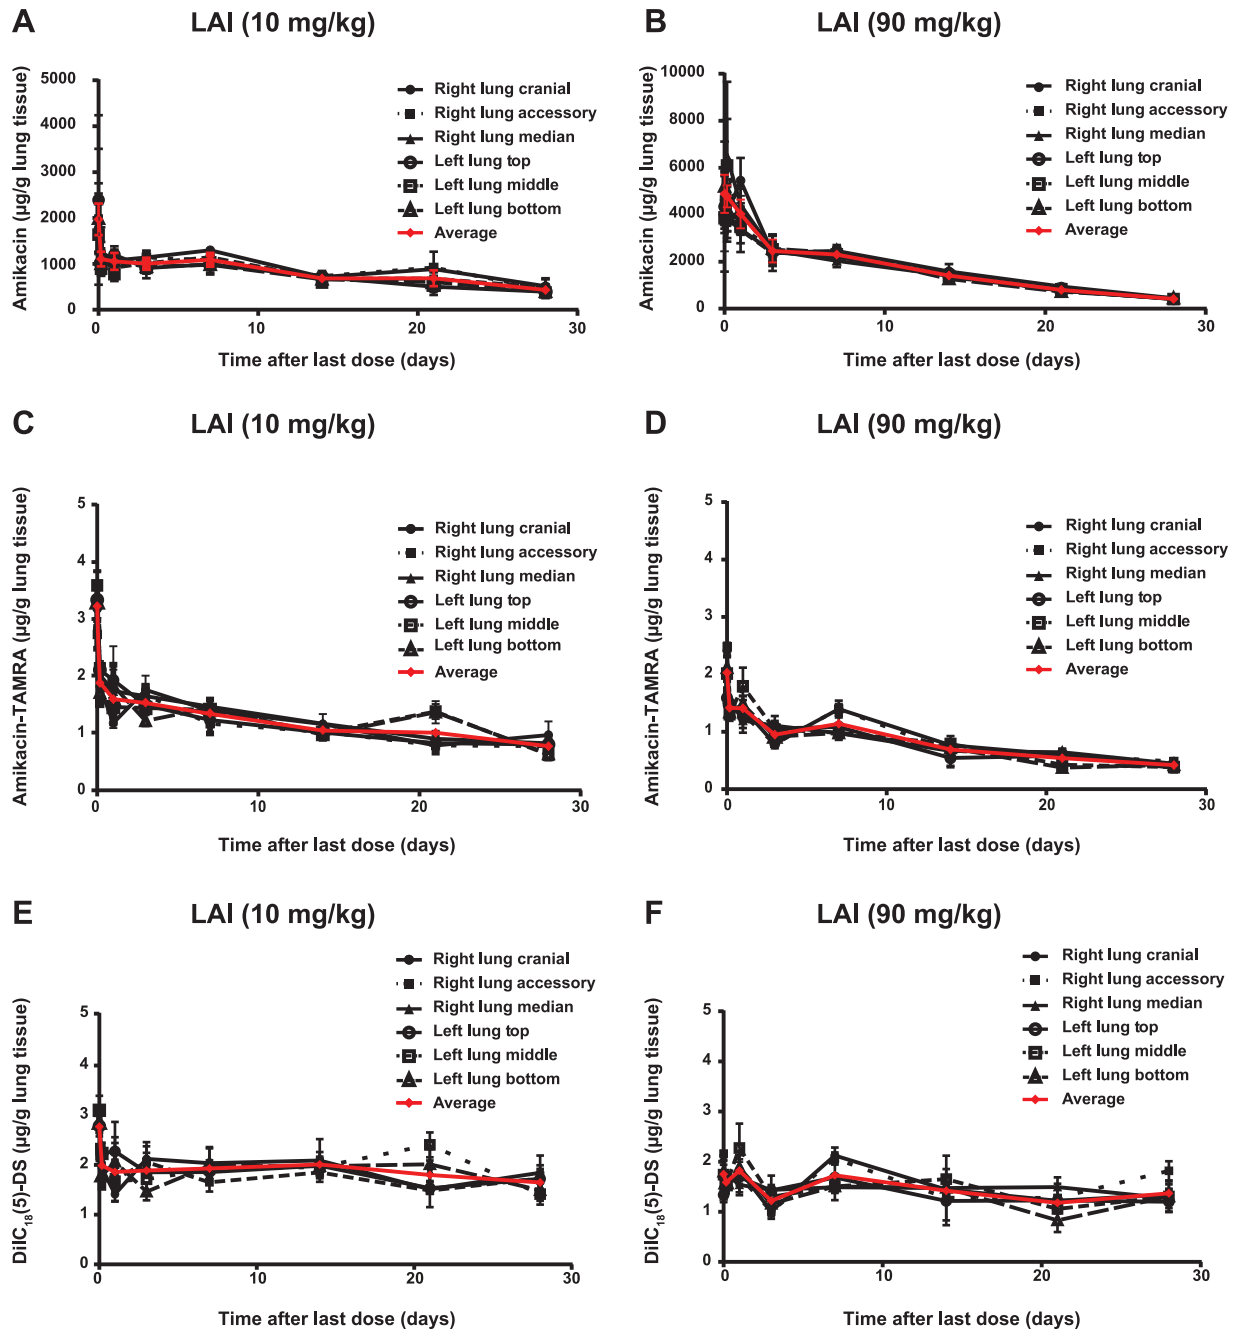 A
LAI (10 mg/kg)
Amikacin (µg/g lung tissue)
5000
4000
3000
2000
1000
0
0
10
20
30
Right lung cranial
Right lung accessory
Right lung median
Left lung top
Left lung middle
Left lung bottom
Average
Time after last dose (days)
B
LAI (90 mg/kg)
Amikacin (µg/g lung tissue)
10000
8000
6000
4000
2000
0
0
10
20
30
Right lung cranial
Right lung accessory
Right lung median
Left lung top
Left lung middle
Left lung bottom
Average
Time after last dose (days)
C
LAI (10 mg/kg)
Amikacin-TAMRA (µg/g lung tissue)
5
4
3
2
1
0
0
10
20
30
Right lung cranial
Right lung accessory
Right lung median
Left lung top
Left lung middle
Left lung bottom
Average
Time after last dose (days)
D
LAI (90 mg/kg)
Amikacin-TAMRA (µg/g lung tissue)
5
4
3
2
1
0
0
10
20
30
Right lung cranial
Right lung accessory
Right lung median
Left lung top
Left lung middle
Left lung bottom
Average
Time after last dose (days)
E
LAI (10 mg/kg)
DiIC₁₈(5)-DS (µg/g lung tissue)
5
4
3
2
1
0
0
10
20
30
Right lung cranial
Right lung accessory
Right lung median
Left lung top
Left lung middle
Left lung bottom
Average
Time after last dose (days)
F
LAI (90 mg/kg)
DiIC₁₈(5)-DS (µg/g lung tissue)
5
4
3
2
1
0
0
10
20
30
Right lung cranial
Right lung accessory
Right lung median
Left lung top
Left lung middle
Left lung bottom
Average
Time after last dose (days)